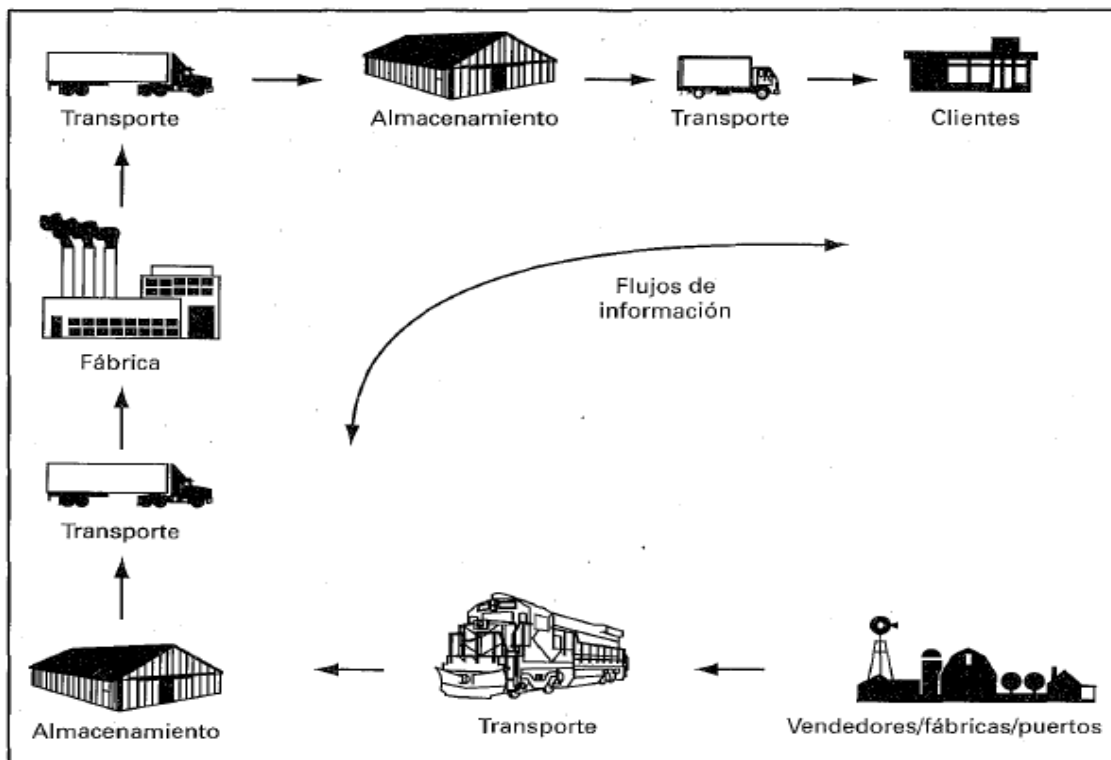 Transporte
Almacenamiento
Transporte
Clientes
Flujos de
información
Fábrica
Transporte
Almacenamiento
Transporte
Vendedores/fábricas/puertos